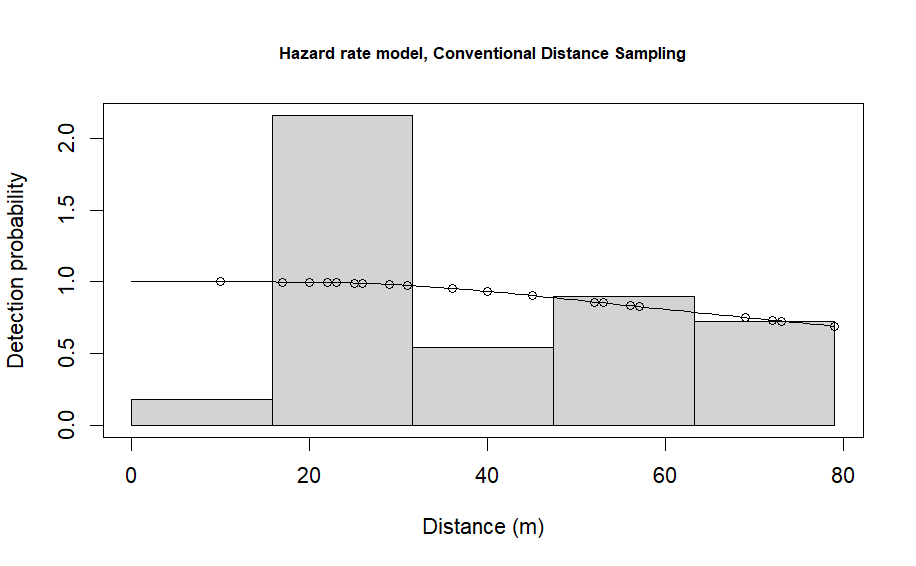 Hazard rate model, Conventional Distance Sampling
Detection probability
2.0
1.5
1.0
0.5
0.0
0 20 40 60 80
Distance (m)